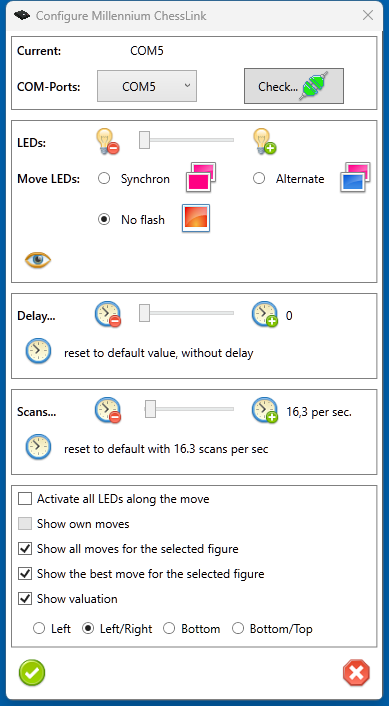 Configure Millennium ChessLink
Current: COM5
COM-Ports: COM5 Check...
LEDs:
Move LEDs: Synchron Alternate
No flash
Delay... 0
reset to default value, without delay
Scans... 16,3 per sec.
reset to default with 16.3 scans per sec
Activate all LEDs along the move
Show own moves
Show all moves for the selected figure
Show the best move for the selected figure
Show valuation
Left Left/Right Bottom Bottom/Top